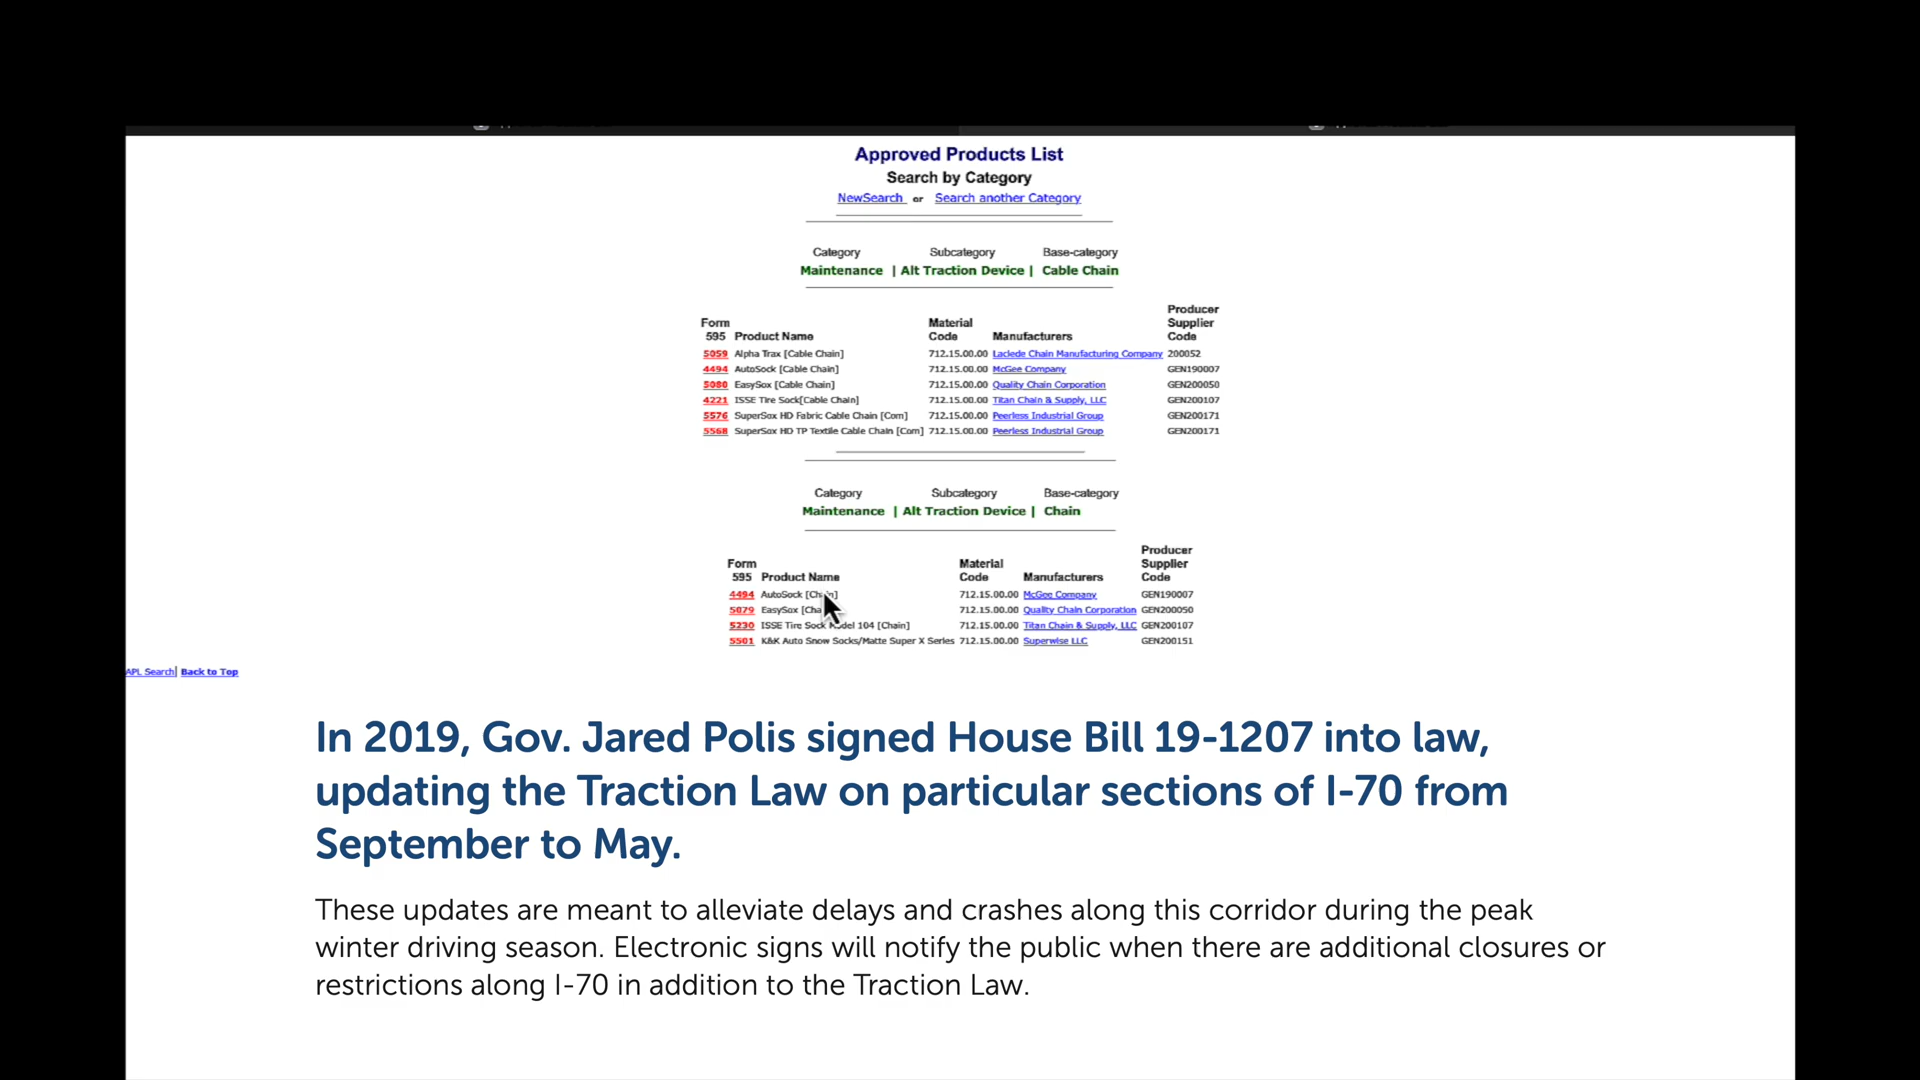 Approved Products List
Search by Category
NewSearch or Search another Category
Category Subcategory Base-category
Maintenance | Alt Traction Device | Cable Chain
Form 595 Product Name Material Code Manufacturers Producer Supplier Code
5059 Alpha Trax [Cable Chain] 712.15.00.00 Laclede Chain Manufacturing Company 200052
4494 AutoSock [Cable Chain] 712.15.00.00 McGee Company GEN190007
5080 EasySox [Cable Chain] 712.15.00.00 Quality Chain Corporation GEN200050
4221 ISSE Tire Sock[Cable Chain] 712.15.00.00 Titan Chain & Supply, LLC GEN200107
5576 SuperSox HD Fabric Cable Chain [Com] 712.15.00.00 Peerless Industrial Group GEN200171
5568 SuperSox HD TP Textile Cable Chain [Com] 712.15.00.00 Peerless Industrial Group GEN200171
Category Subcategory Base-category
Maintenance | Alt Traction Device | Chain
Form 595 Product Name Material Code Manufacturers Producer Supplier Code
4494 AutoSock [Chain] 712.15.00.00 McGee Company GEN190007
5079 EasySox 712.15.00.00 Quality Chain Corporation GEN200050
5230 ISSE Tire Sock Model 104 [Chain] 712.15.00.00 Titan Chain & Supply, LLC GEN200107
5501 K&K Auto Snow Socks/Matte Super X Series 712.15.00.00 Superwise LLC GEN200151
APL Search| Back to Top
In 2019, Gov. Jared Polis signed House Bill 19-1207 into law,
updating the Traction Law on particular sections of I-70 from
September to May.
These updates are meant to alleviate delays and crashes along this corridor during the peak
winter driving season. Electronic signs will notify the public when there are additional closures or
restrictions along I-70 in addition to the Traction Law.